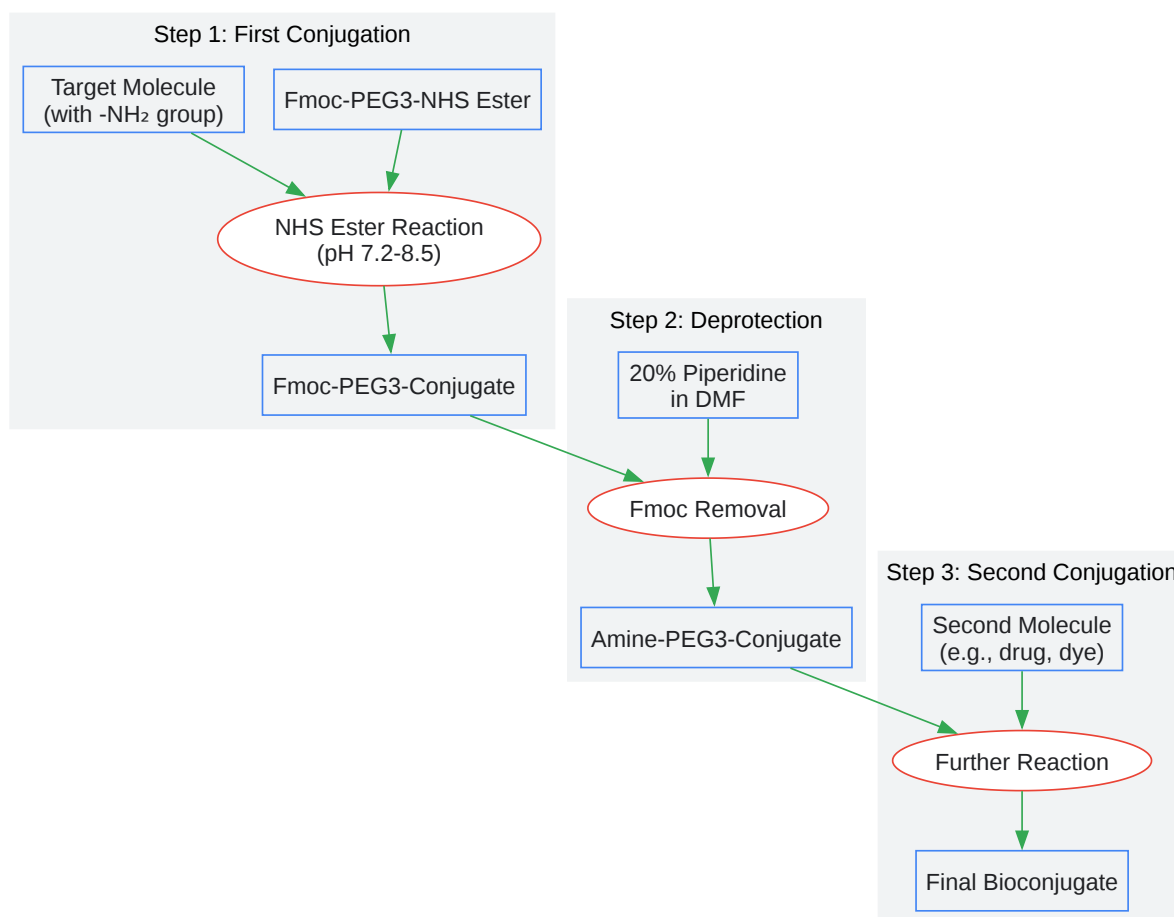 Step 1: First Conjugation
Target Molecule
(with -NH₂ group)
Fmoc-PEG3-NHS Ester
NHS Ester Reaction
(pH 7.2-8.5)
Fmoc-PEG3-Conjugate
Step 2: Deprotection
20% Piperidine
in DMF
Fmoc Removal
Amine-PEG3-Conjugate
Step 3: Second Conjugation
Second Molecule
(e.g., drug, dye)
Further Reaction
Final Bioconjugate